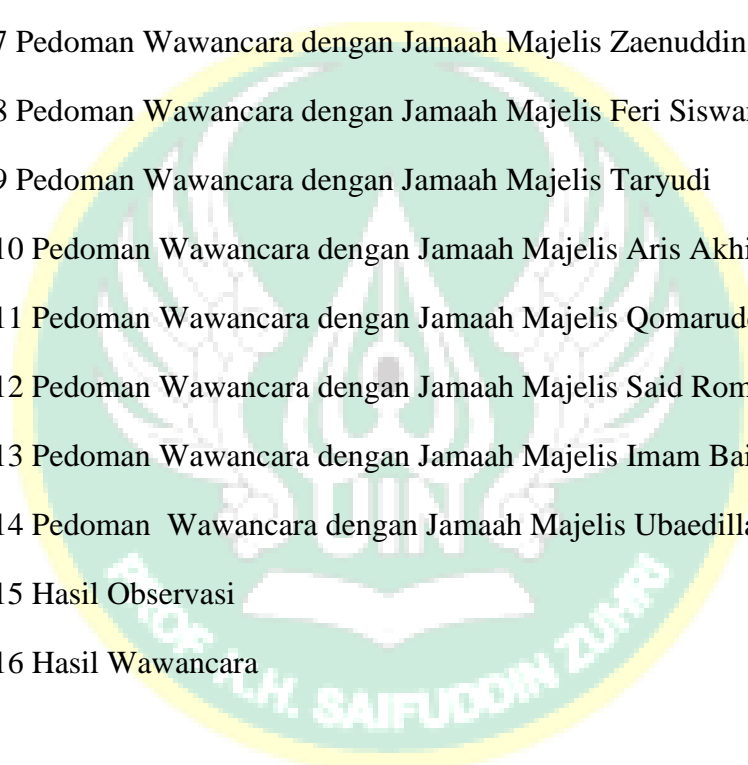 7 Pedoman Wawancara dengan Jamaah Majelis Zaenuddin
8 Pedoman Wawancara dengan Jamaah Majelis Feri
9 Pedoman Wawancara dengan Jamaah Majelis Taryudi
10 Pedoman Wawancara dengan Jamaah Majelis Aris
11 Pedoman Wawancara dengan Jamaah Majelis
12 Pedoman Wawancara dengan Jamaah Majelis Said
13 Pedoman Wawancara dengan Jamaah Majelis Imam
14 Pedoman Wawancara dengan Jamaah Majelis
UIN
15 Hasil Observasi
16 Hasil Wawancara
PROF. K.H. SAIFUDDIN ZUHRI